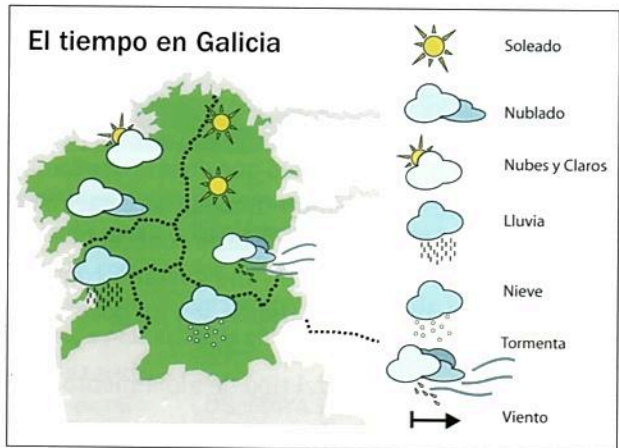 El tiempo en Galicia
Soleado
Nublado
Nubes y Claros
Lluvia
Nieve
Tormenta
Viento